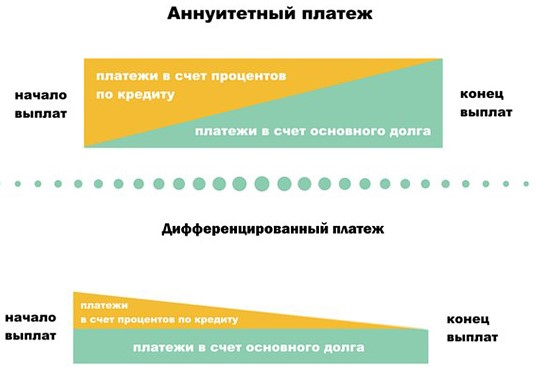 Аннуитетный платеж
платежи в счет процентов
по кредиту
начало
выплат
конец
выплат
платежи в счет основного долга
Дифференцированный платеж
платежи
в счет процентов по кредиту
начало
выплат
конец
выплат
платежи в счет основного долга